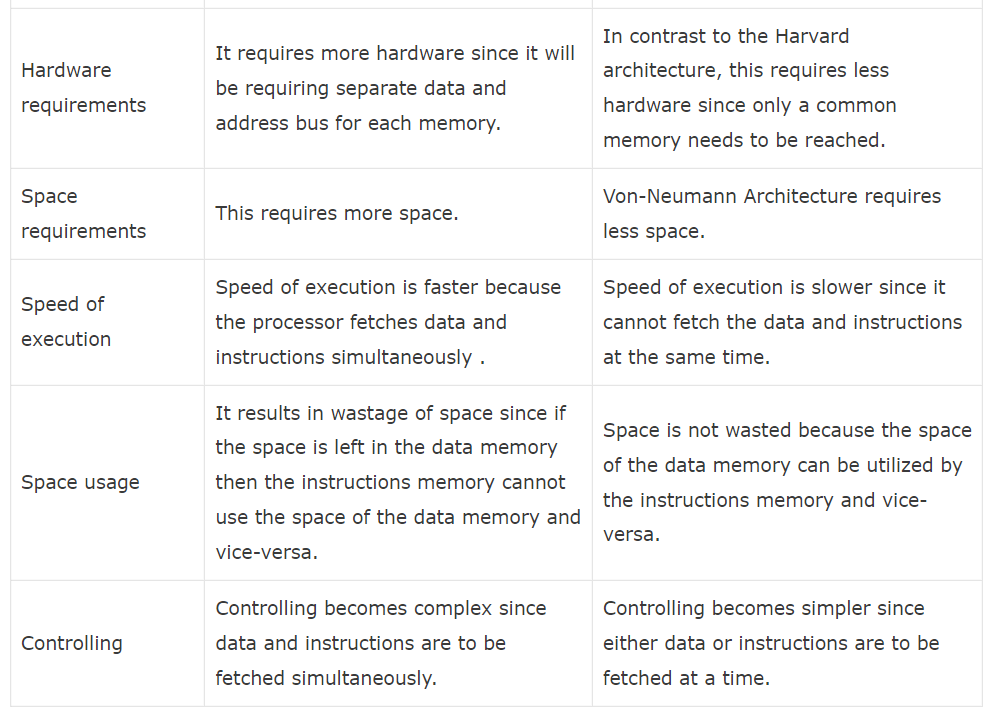 Hardware
requirements
It requires more hardware since it will
be requiring separate data and
address bus for each memory.
In contrast to the Harvard
architecture, this requires less
hardware since only a common
memory needs to be reached.
Space
requirements
This requires more space.
Von-Neumann Architecture requires
less space.
Speed of
execution
Speed of execution is faster because
the processor fetches data and
instructions simultaneously .
Speed of execution is slower since it
cannot fetch the data and instructions
at the same time.
Space usage
It results in wastage of space since if
the space is left in the data memory
then the instructions memory cannot
use the space of the data memory and
vice-versa.
Space is not wasted because the space
of the data memory can be utilized by
the instructions memory and vice-
versa.
Controlling
Controlling becomes complex since
data and instructions are to be
fetched simultaneously.
Controlling becomes simpler since
either data or instructions are to be
fetched at a time.